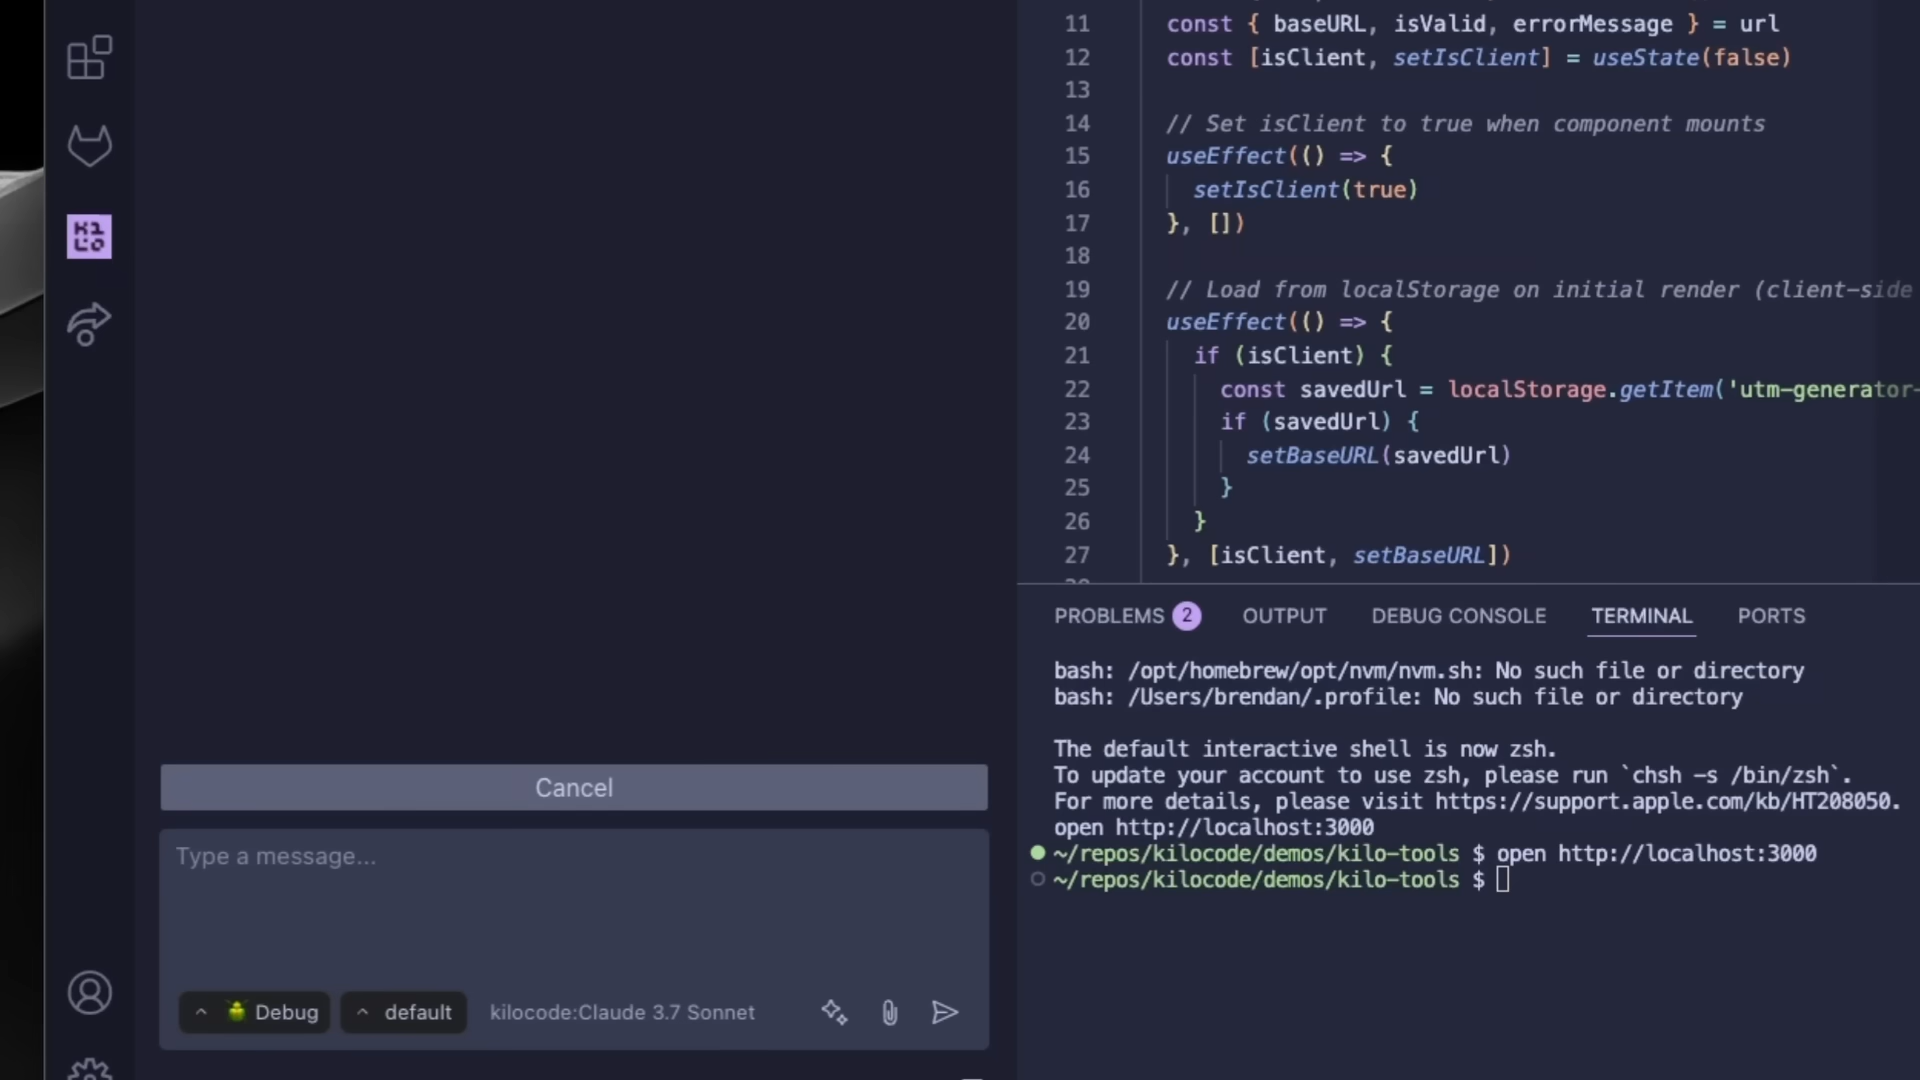 K1
LO
Cancel
Type a message...
^ Debug ^ default kilocode:Claude 3.7 Sonnet
11 const { baseURL, isValid, errorMessage } = url
12 const [isClient, setIsClient] = useState(false)
13
14 // Set isClient to true when component mounts
15 useEffect(() => {
16 setIsClient(true)
17 }, [])
18
19 // Load from localStorage on initial render (client-side
20 useEffect(() => {
21 if (isClient) {
22 const savedUrl = localStorage.getItem('utm-generator-
23 if (savedUrl) {
24 setBaseURL(savedUrl)
25 }
26 }
27 }, [isClient, setBaseURL])
PROBLEMS 2 OUTPUT DEBUG CONSOLE TERMINAL PORTS
bash: /opt/homebrew/opt/nvm/nvm.sh: No such file or directory
bash: /Users/brendan/.profile: No such file or directory
The default interactive shell is now zsh.
To update your account to use zsh, please run `chsh -s /bin/zsh`.
For more details, please visit https://support.apple.com/kb/HT208050.
open http://localhost:3000
~/repos/kilocode/demos/kilo-tools $ open http://localhost:3000
~/repos/kilocode/demos/kilo-tools $